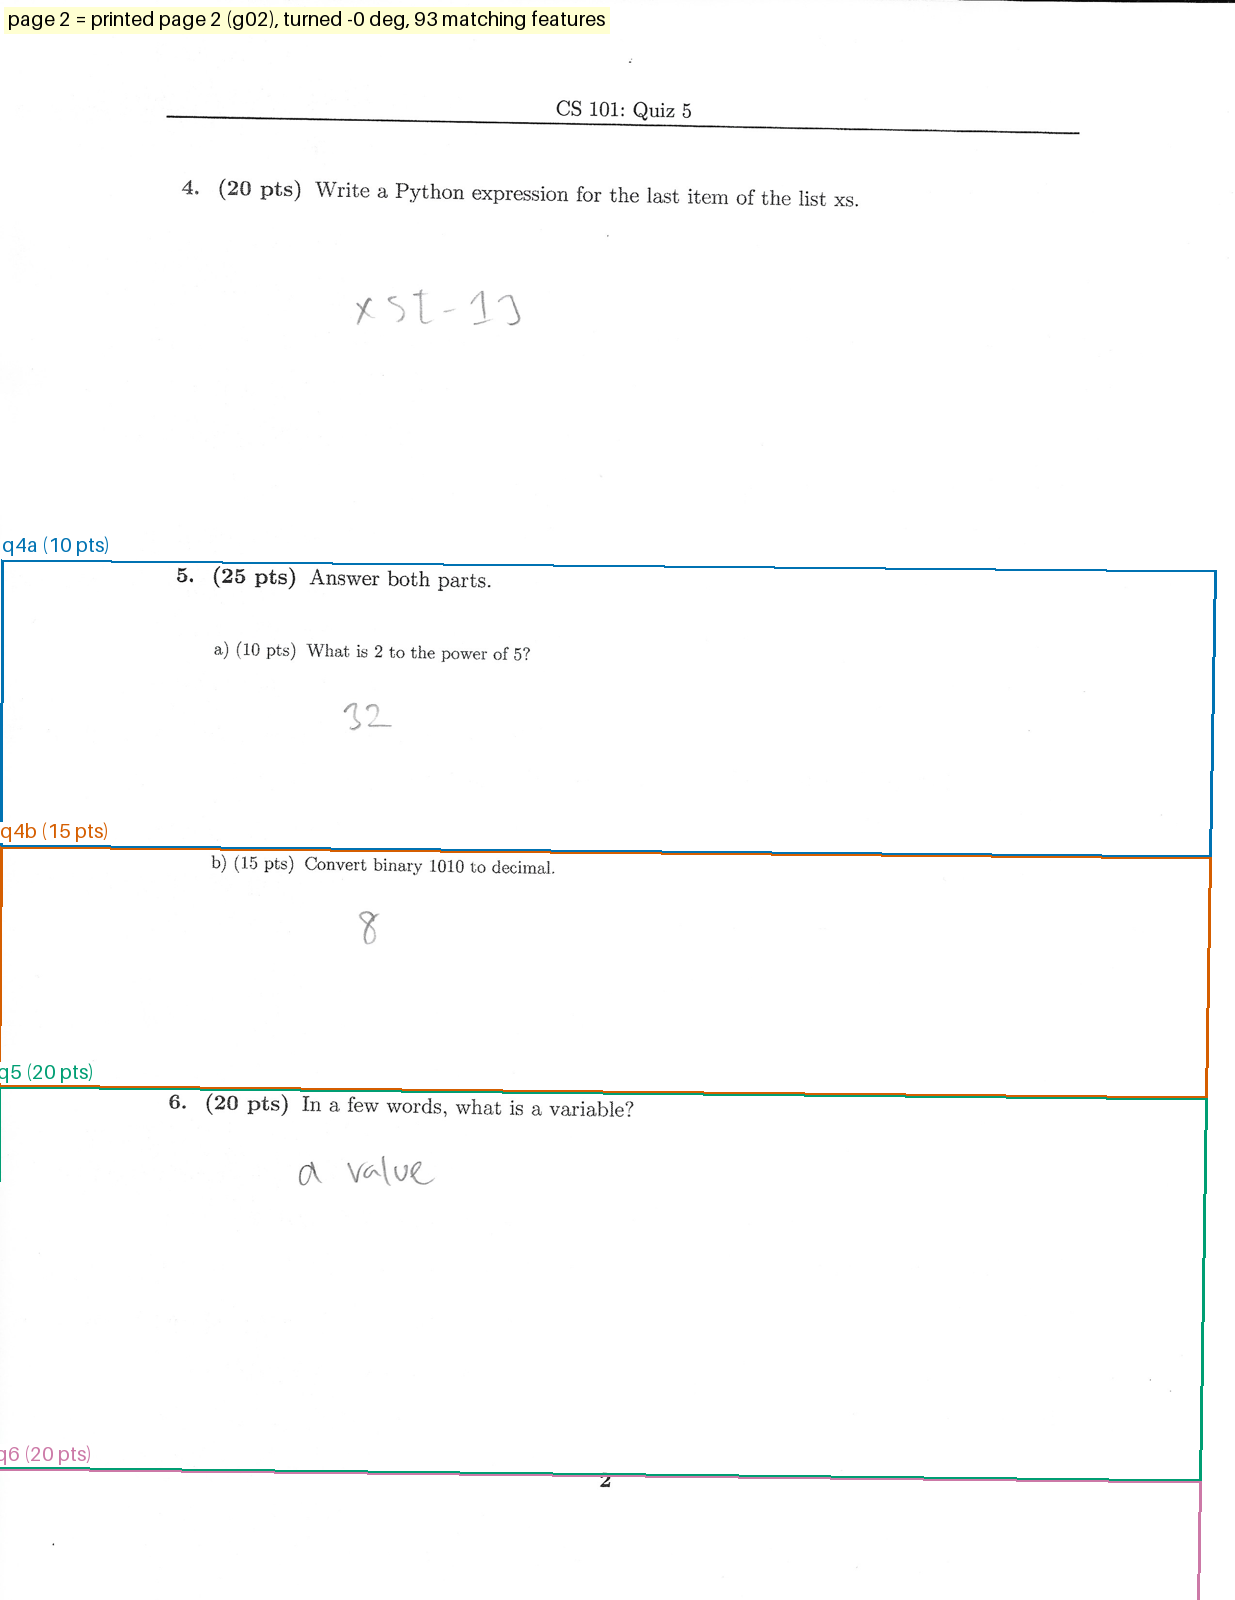 page 2 = printed page 2 (g02), turned -0 deg, 93 matching features
CS 101: Quiz 5
4. (20 pts) Write a Python expression for the last item of the list xs.
xs[-1]
q4a (10 pts)
5. (25 pts) Answer both parts.
a) (10 pts) What is 2 to the power of 5?
32
q4b (15 pts)
b) (15 pts) Convert binary 1010 to decimal.
8
q5 (20 pts)
6. (20 pts) In a few words, what is a variable?
a value
q6 (20 pts)
2